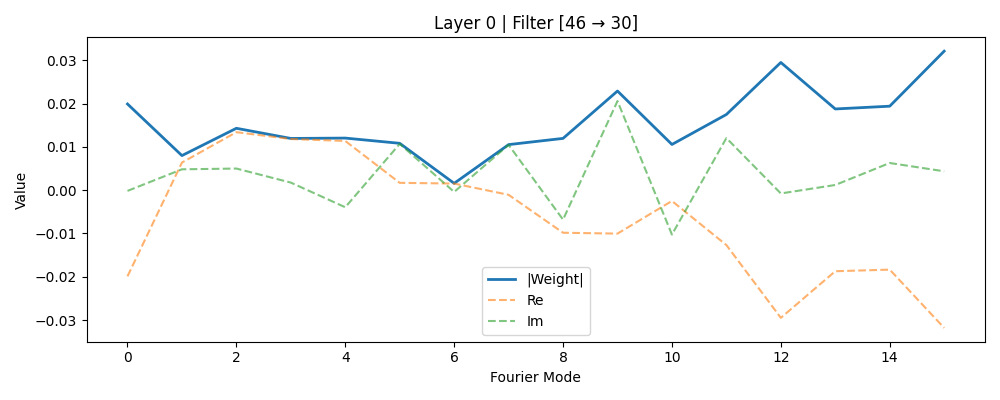 Layer 0 | Filter [46 → 30]
Value
0.03
0.02
0.01
0.00
−0.01
−0.02
−0.03
|Weight|
Re
Im
0 2 4 6 8 10 12 14
Fourier Mode